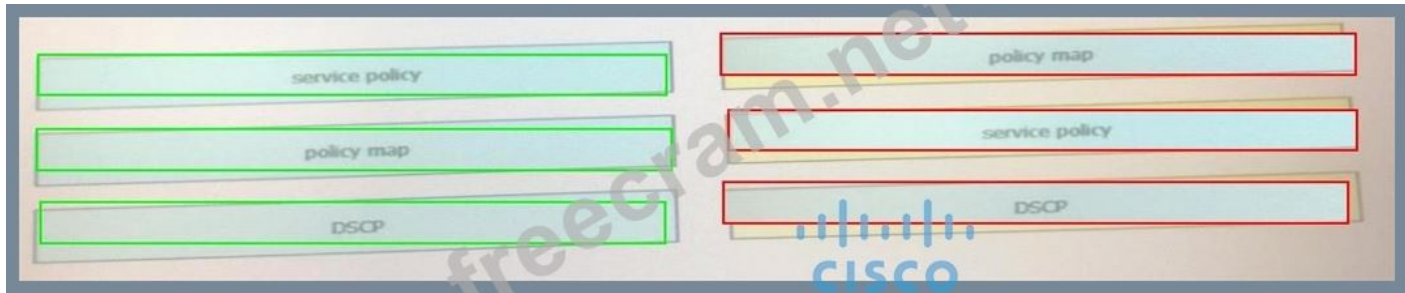 service policy
policy map
DSCP
policy map
service policy
DSCP
freecram.net
CISCO